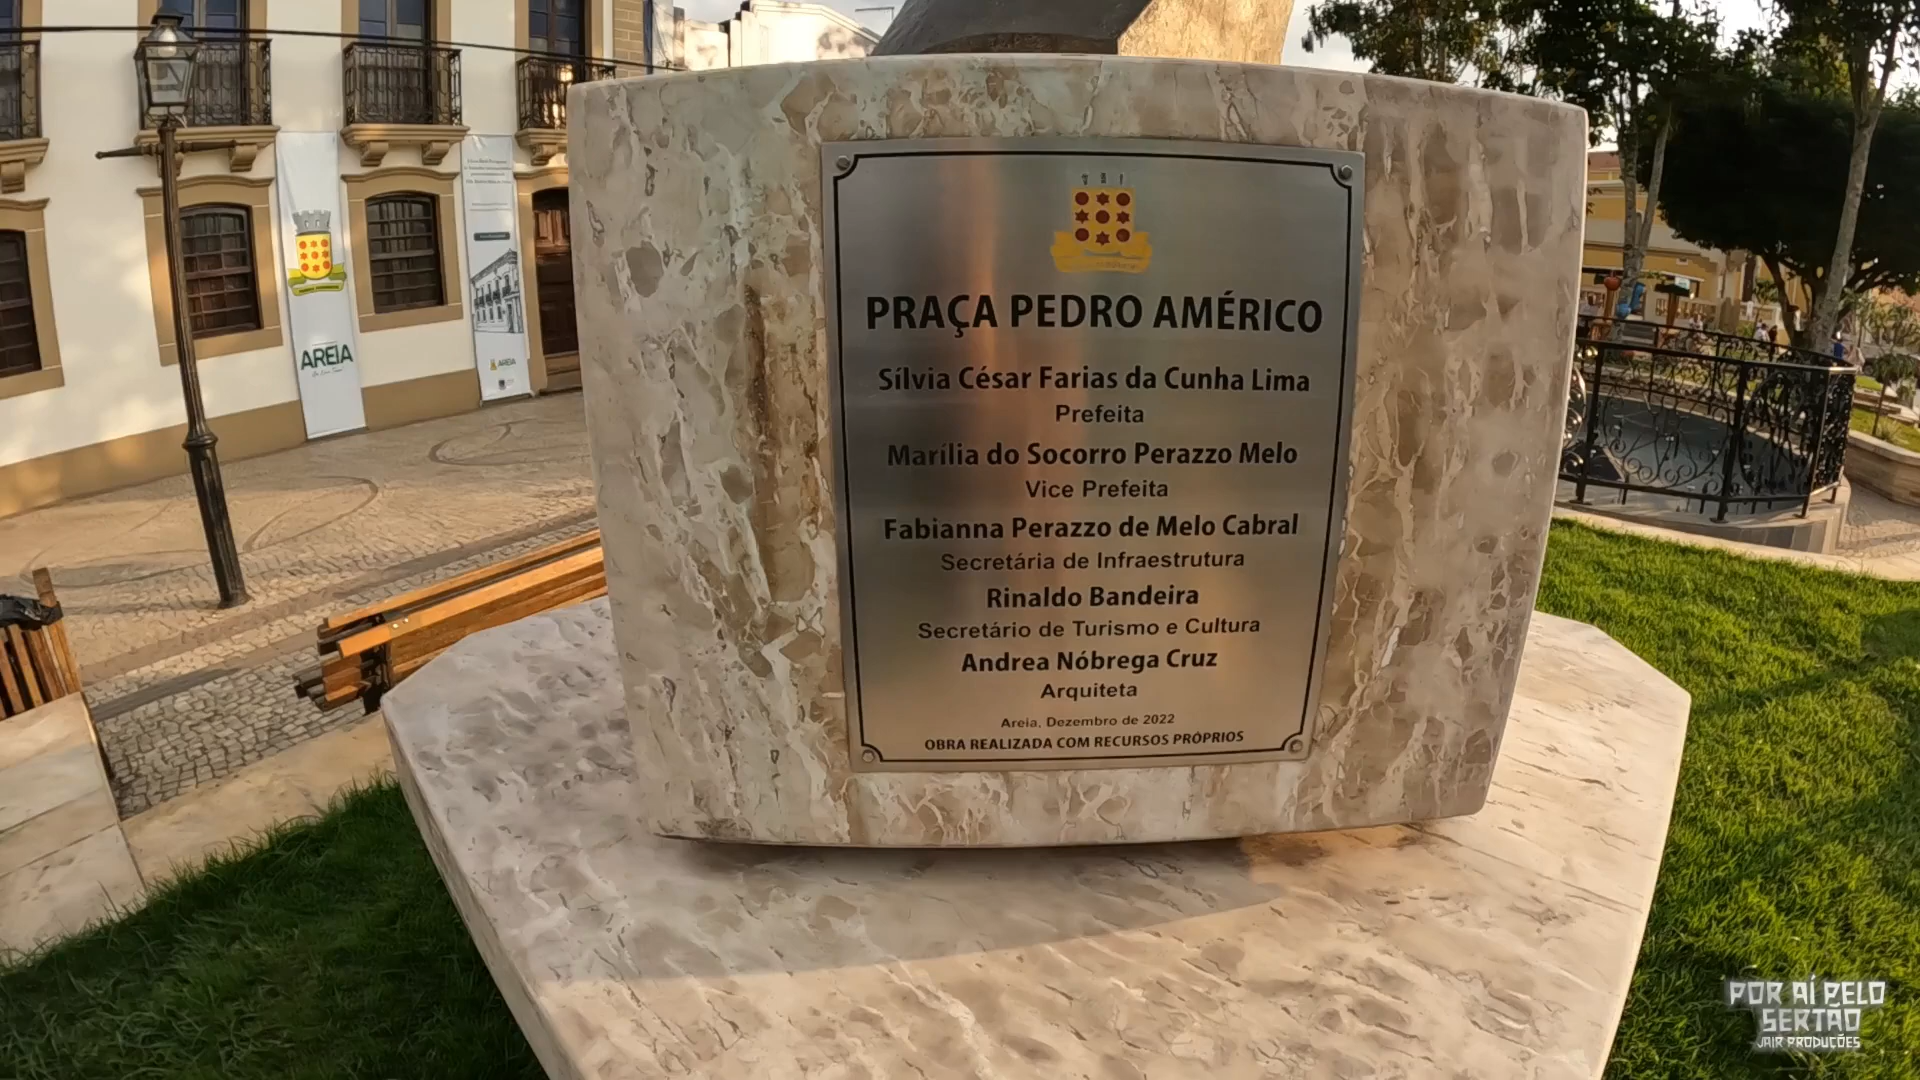 PRAÇA PEDRO AMÉRICO
Sílvia César Farias da Cunha Lima
Prefeita
Marília do Socorro Perazzo Melo
Vice Prefeita
Fabianna Perazzo de Melo Cabral
Secretária de Infraestrutura
Rinaldo Bandeira
Secretário de Turismo e Cultura
Andrea Nóbrega Cruz
Arquiteta
Areia, Dezembro de 2022
OBRA REALIZADA COM RECURSOS PRÓPRIOS
AREIA
AREIA
POR AÍ PELO
SERTÃO
JAIR PRODUÇÕES